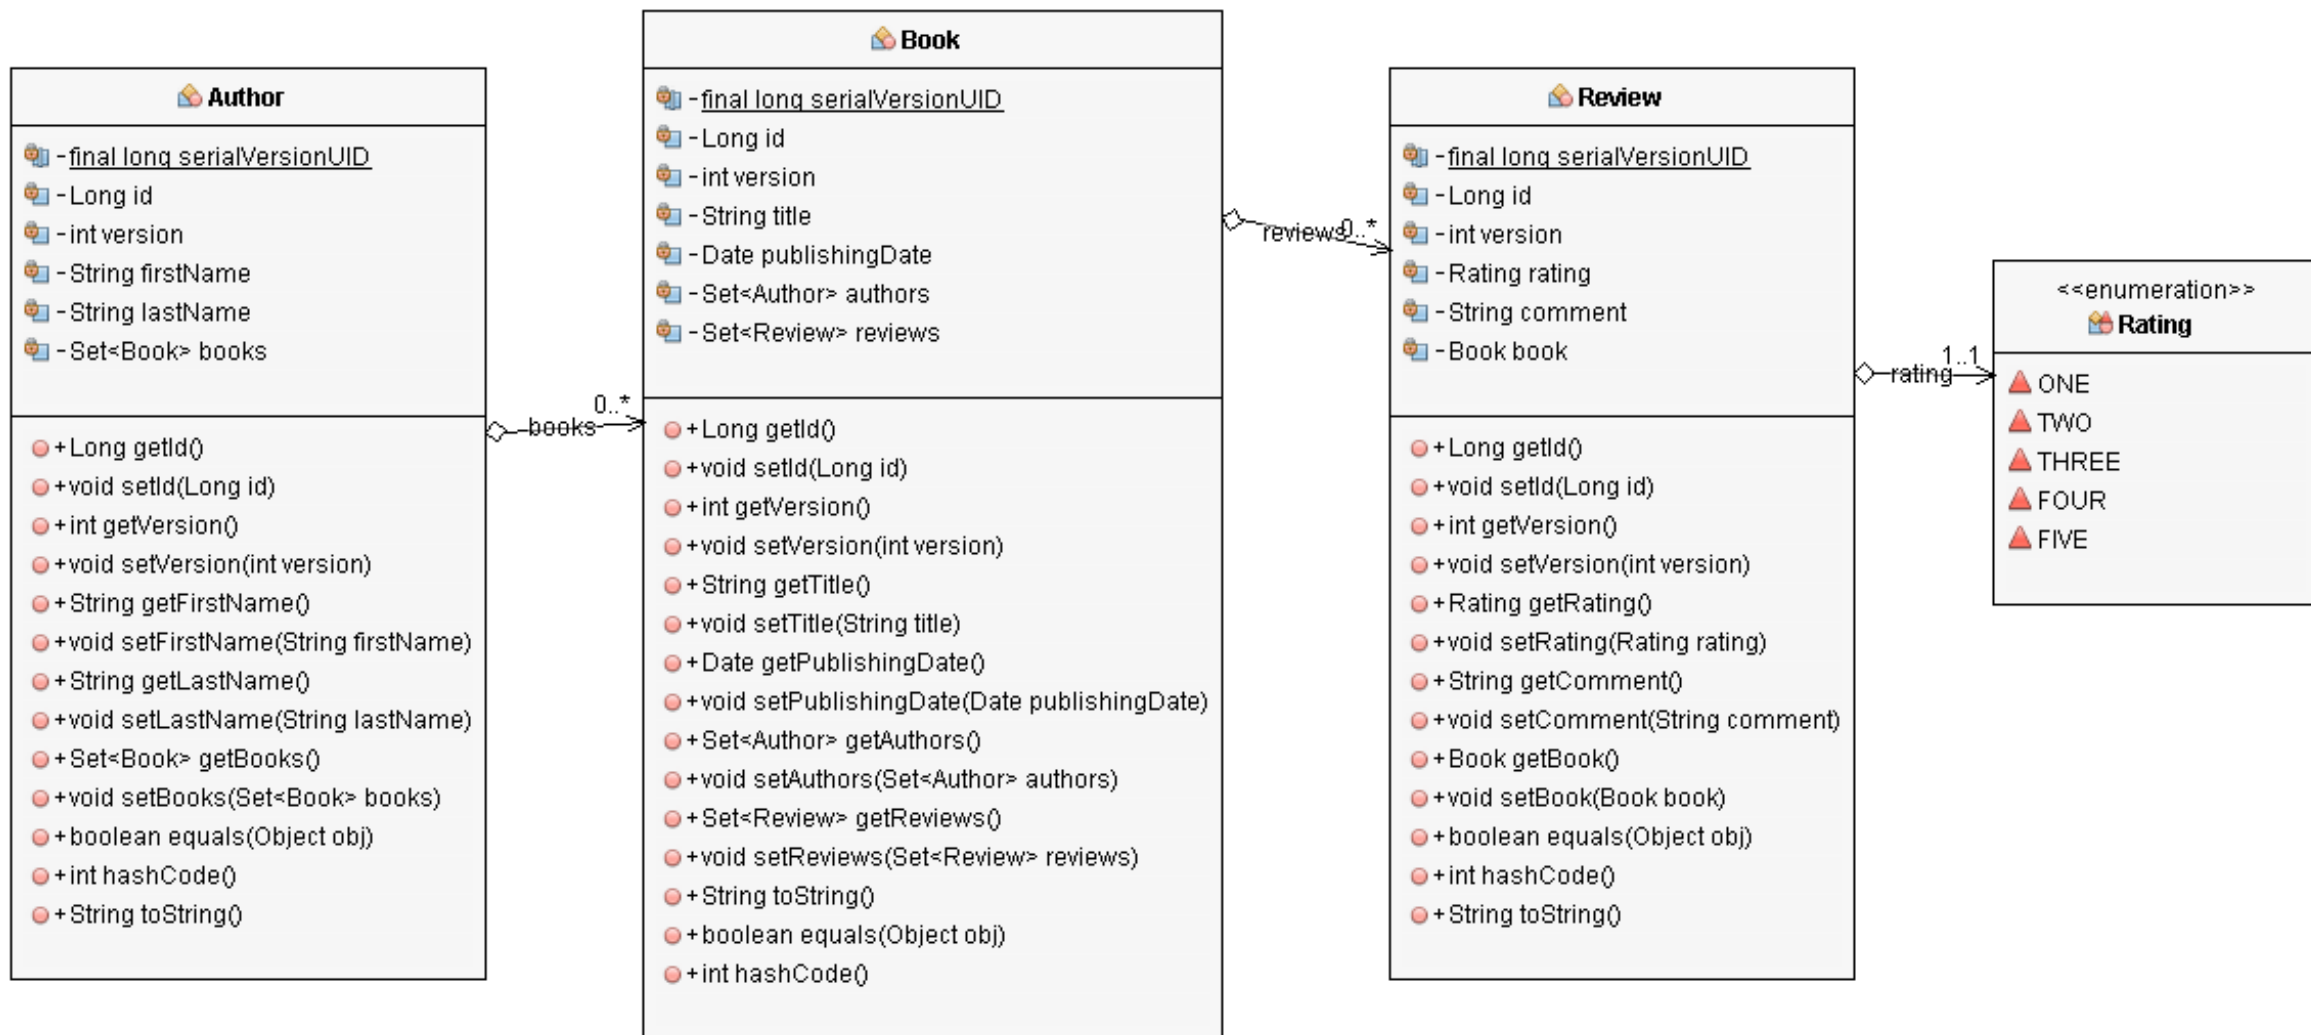 Author
-final long serialVersionUID
-Long id
-int version
-String firstName
-String lastName
-Set<Book> books
+Long getId()
+void setId(Long id)
+int getVersion()
+void setVersion(int version)
+String getFirstName()
+void setFirstName(String firstName)
+String getLastName()
+void setLastName(String lastName)
+Set<Book> getBooks()
+void setBooks(Set<Book> books)
+boolean equals(Object obj)
+int hashCode()
+String toString()
0..*
books
Book
-final long serialVersionUID
-Long id
-int version
-String title
-Date publishingDate
-Set<Author> authors
-Set<Review> reviews
+Long getId()
+void setId(Long id)
+int getVersion()
+void setVersion(int version)
+String getTitle()
+void setTitle(String title)
+Date getPublishingDate()
+void setPublishingDate(Date publishingDate)
+Set<Author> getAuthors()
+void setAuthors(Set<Author> authors)
+Set<Review> getReviews()
+void setReviews(Set<Review> reviews)
+String toString()
+boolean equals(Object obj)
+int hashCode()
reviews 0..*
Review
-final long serialVersionUID
-Long id
-int version
-Rating rating
-String comment
-Book book
+Long getId()
+void setId(Long id)
+int getVersion()
+void setVersion(int version)
+Rating getRating()
+void setRating(Rating rating)
+String getComment()
+void setComment(String comment)
+Book getBook()
+void setBook(Book book)
+boolean equals(Object obj)
+int hashCode()
+String toString()
1..1
rating
<<enumeration>>
Rating
ONE
TWO
THREE
FOUR
FIVE